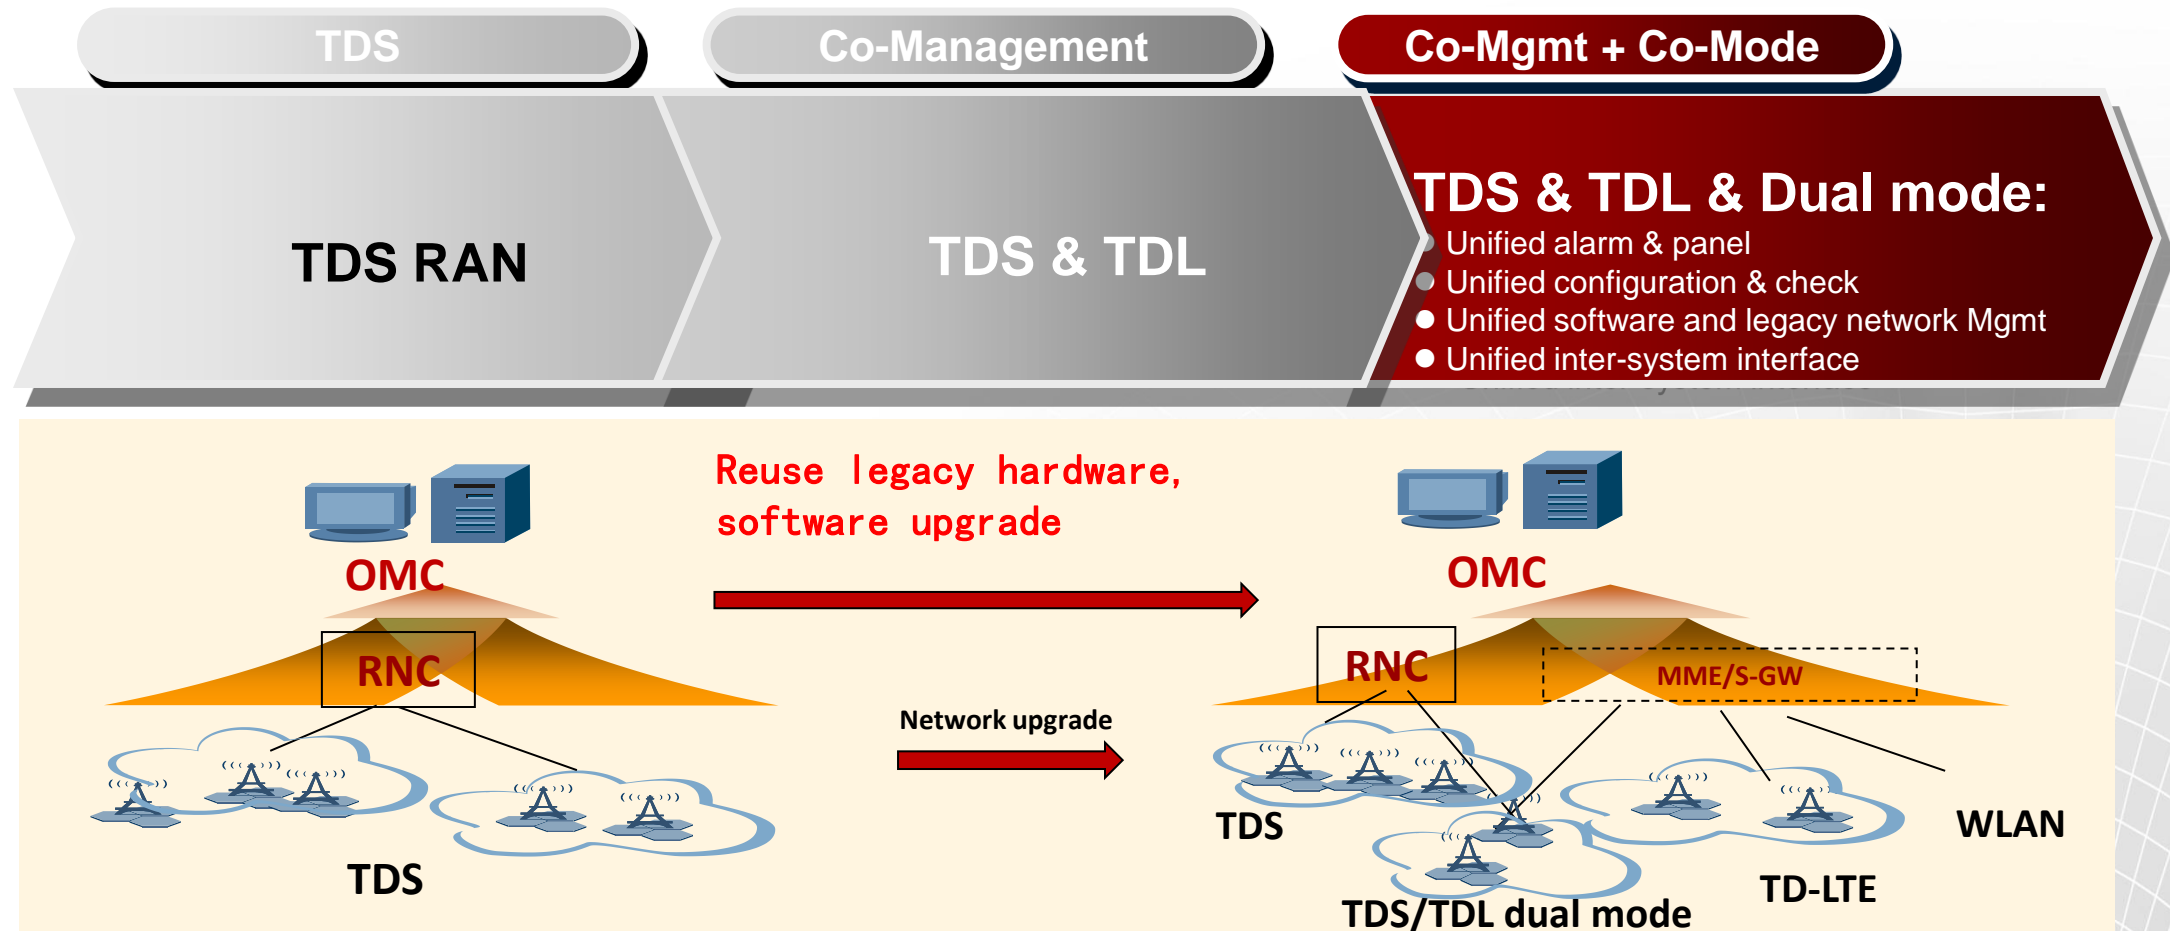 TDS
Co-Management
Co-Mgmt + Co-Mode
TDS RAN
TDS & TDL
TDS & TDL & Dual mode:
Unified alarm & panel
Unified configuration & check
Unified software and legacy network Mgmt
Unified inter-system interface
Reuse legacy hardware,
software upgrade
OMC
RNC
TDS
Network upgrade
OMC
RNC
MME/S-GW
TDS
TDS/TDL dual mode
TD-LTE
WLAN